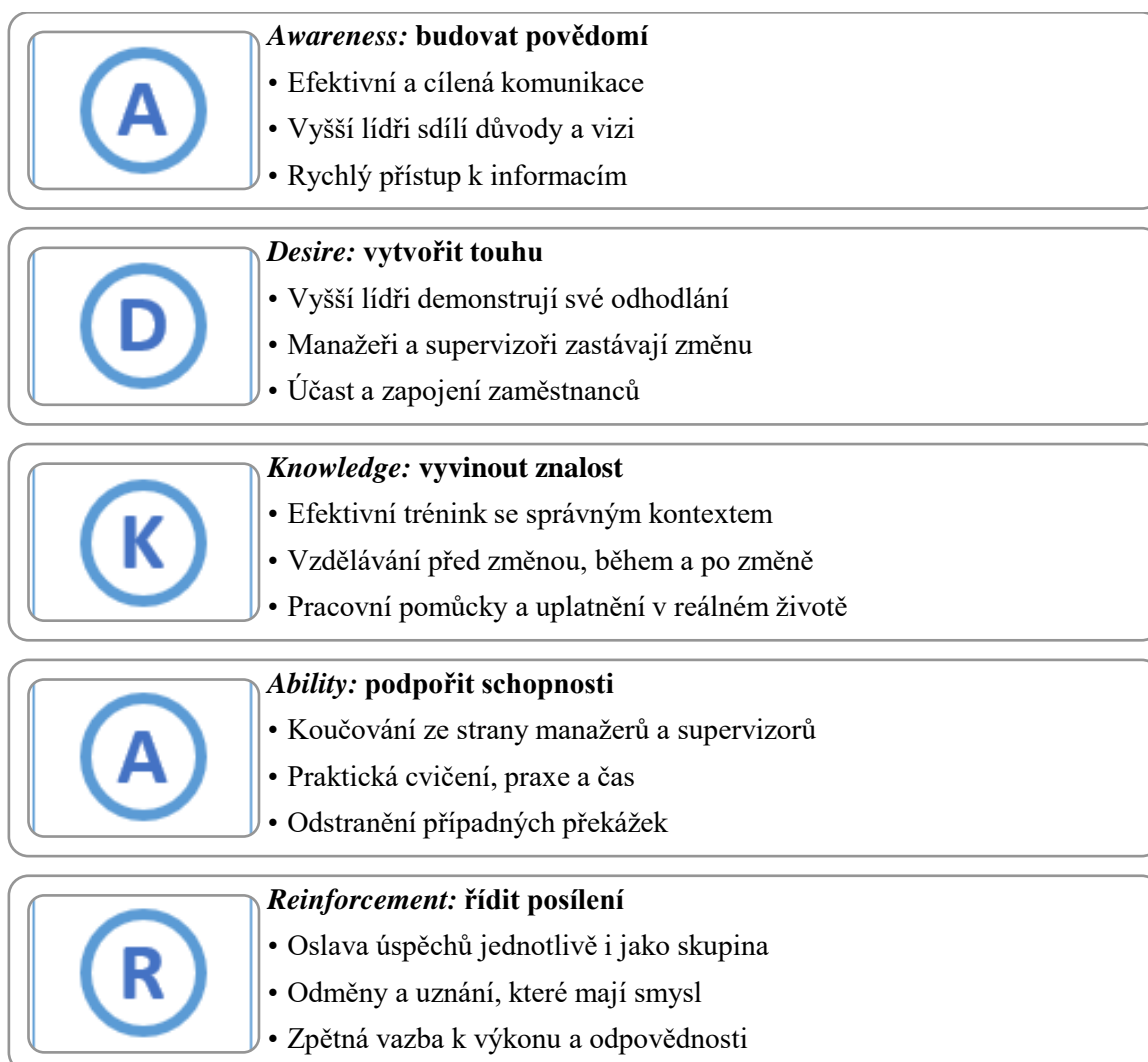 A
Awareness: budovat povědomí
• Efektivní a cílená komunikace
• Vyšší lídři sdílí důvody a vizi
• Rychlý přístup k informacím
D
Desire: vytvořit touhu
• Vyšší lídři demonstrují své odhodlání
• Manažeři a supervizoři zastávají změnu
• Účast a zapojení zaměstnanců
K
Knowledge: vyvinout znalost
• Efektivní trénink se správným kontextem
• Vzdělávání před změnou, během a po změně
• Pracovní pomůcky a uplatnění v reálném životě
A
Ability: podpořit schopnosti
• Koučování ze strany manažerů a supervizorů
• Praktická cvičení, praxe a čas
• Odstranění případných překážek
R
Reinforcement: řídit posílení
• Oslava úspěchů jednotlivě i jako skupina
• Odměny a uznání, které mají smysl
• Zpětná vazba k výkonu a odpovědnosti